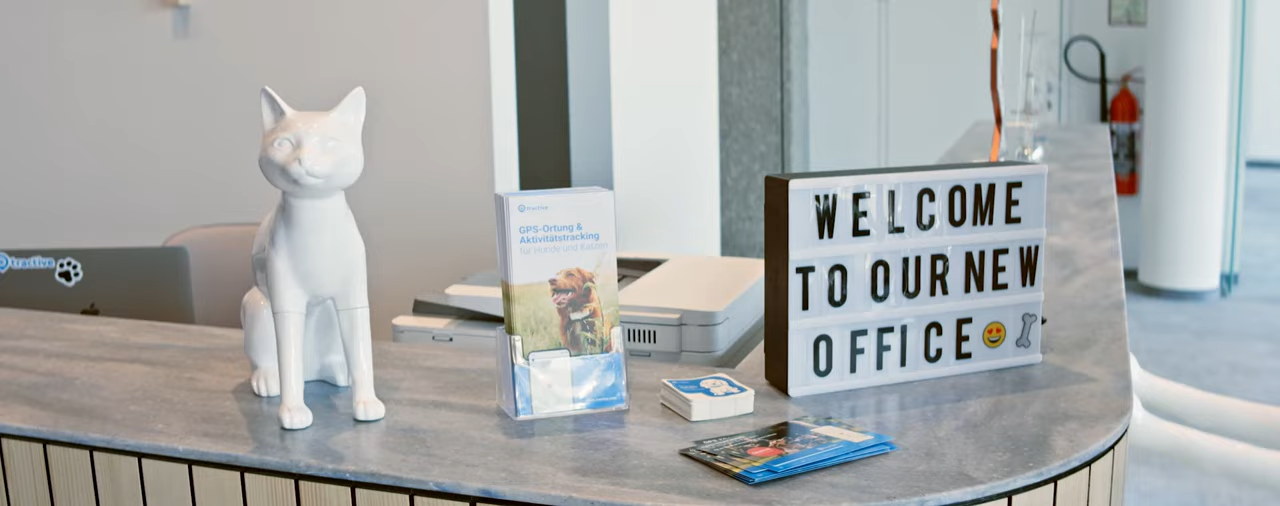 tractive
tractive
GPS-Ortung &
Aktivitätstracking
für Hunde und Katzen
WELCOME
TO OUR NEW
OFFICE 😍🦴